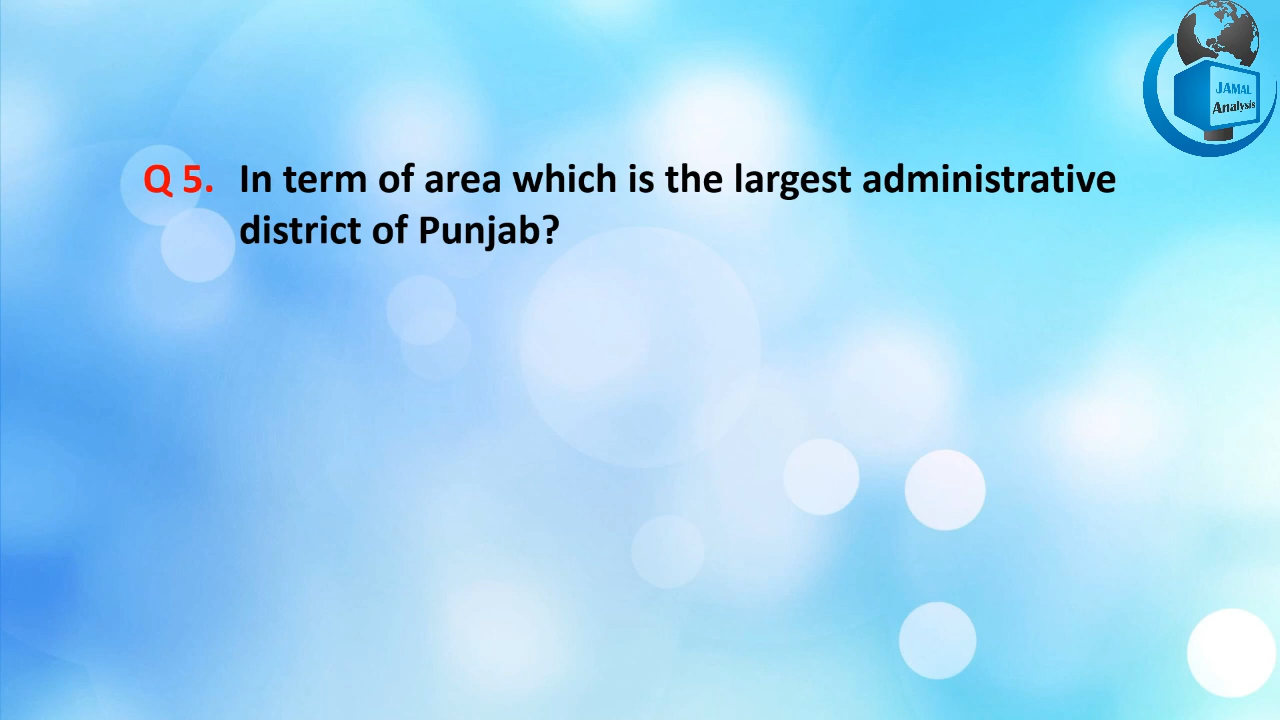 JAMAL
Analysis
Q 5. In term of area which is the largest administrative
district of Punjab?